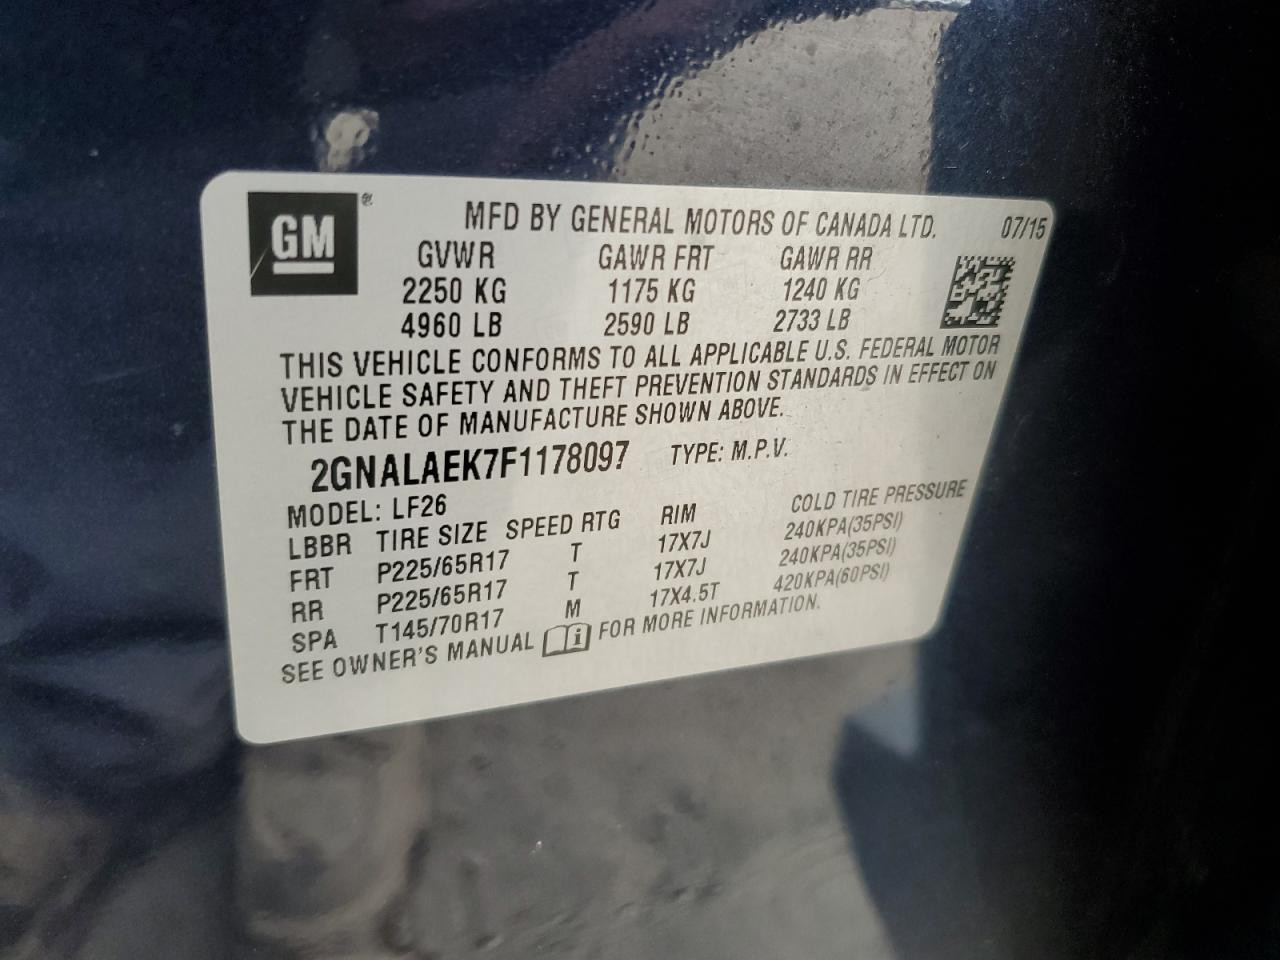 GM ®
MFD BY GENERAL MOTORS OF CANADA LTD. 07/15
GVWR GAWR FRT GAWR RR
2250 KG 1175 KG 1240 KG
4960 LB 2590 LB 2733 LB
THIS VEHICLE CONFORMS TO ALL APPLICABLE U.S. FEDERAL MOTOR
VEHICLE SAFETY AND THEFT PREVENTION STANDARDS IN EFFECT ON
THE DATE OF MANUFACTURE SHOWN ABOVE.
2GNALAEK7F1178097 TYPE: M.P.V.
MODEL: LF26
LBBR TIRE SIZE SPEED RTG RIM COLD TIRE PRESSURE
FRT P225/65R17 T 17X7J 240KPA(35PSI)
RR P225/65R17 T 17X7J 240KPA(35PSI)
SPA T145/70R17 M 17X4.5T 420KPA(60PSI)
SEE OWNER'S MANUAL i FOR MORE INFORMATION.